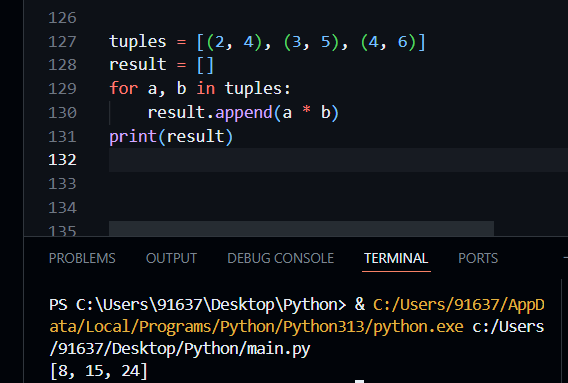 126
127 tuples = [(2, 4), (3, 5), (4, 6)]
128 result = []
129 for a, b in tuples:
130     result.append(a * b)
131 print(result)
132
133
134
135
PROBLEMS OUTPUT DEBUG CONSOLE TERMINAL PORTS
PS C:\Users\91637\Desktop\Python> & C:/Users/91637/AppD
ata/Local/Programs/Python/Python313/python.exe c:/Users
/91637/Desktop/Python/main.py
[8, 15, 24]